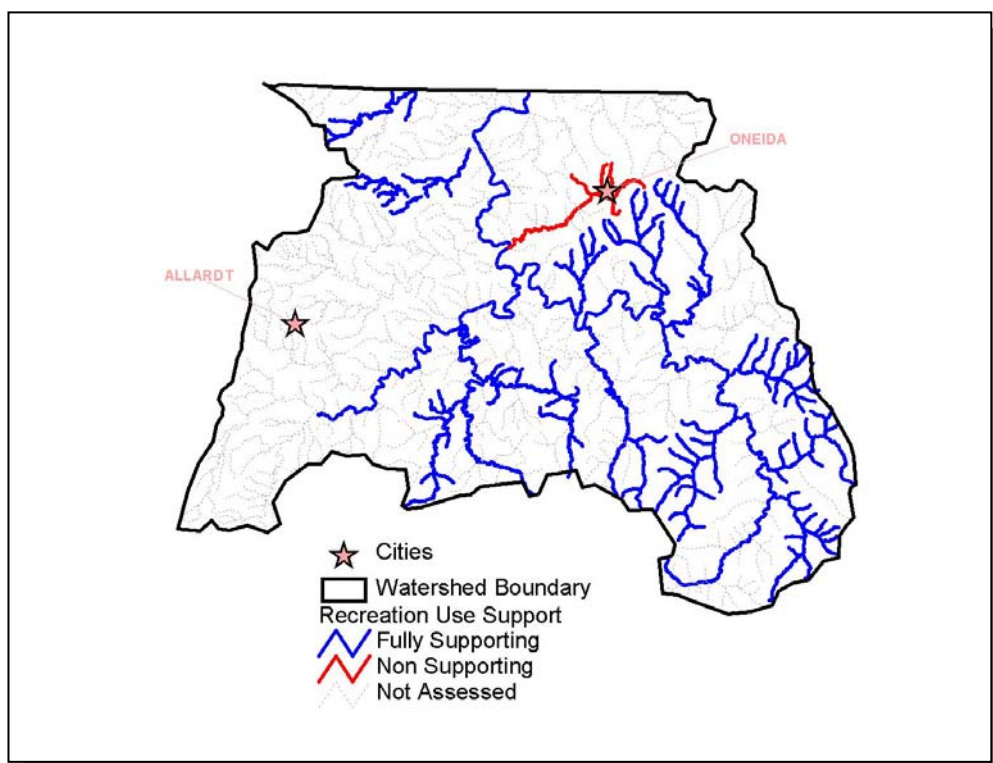 ONEIDA
ALLARDT
Cities
Watershed Boundary
Recreation Use Support
Fully Supporting
Non Supporting
Not Assessed